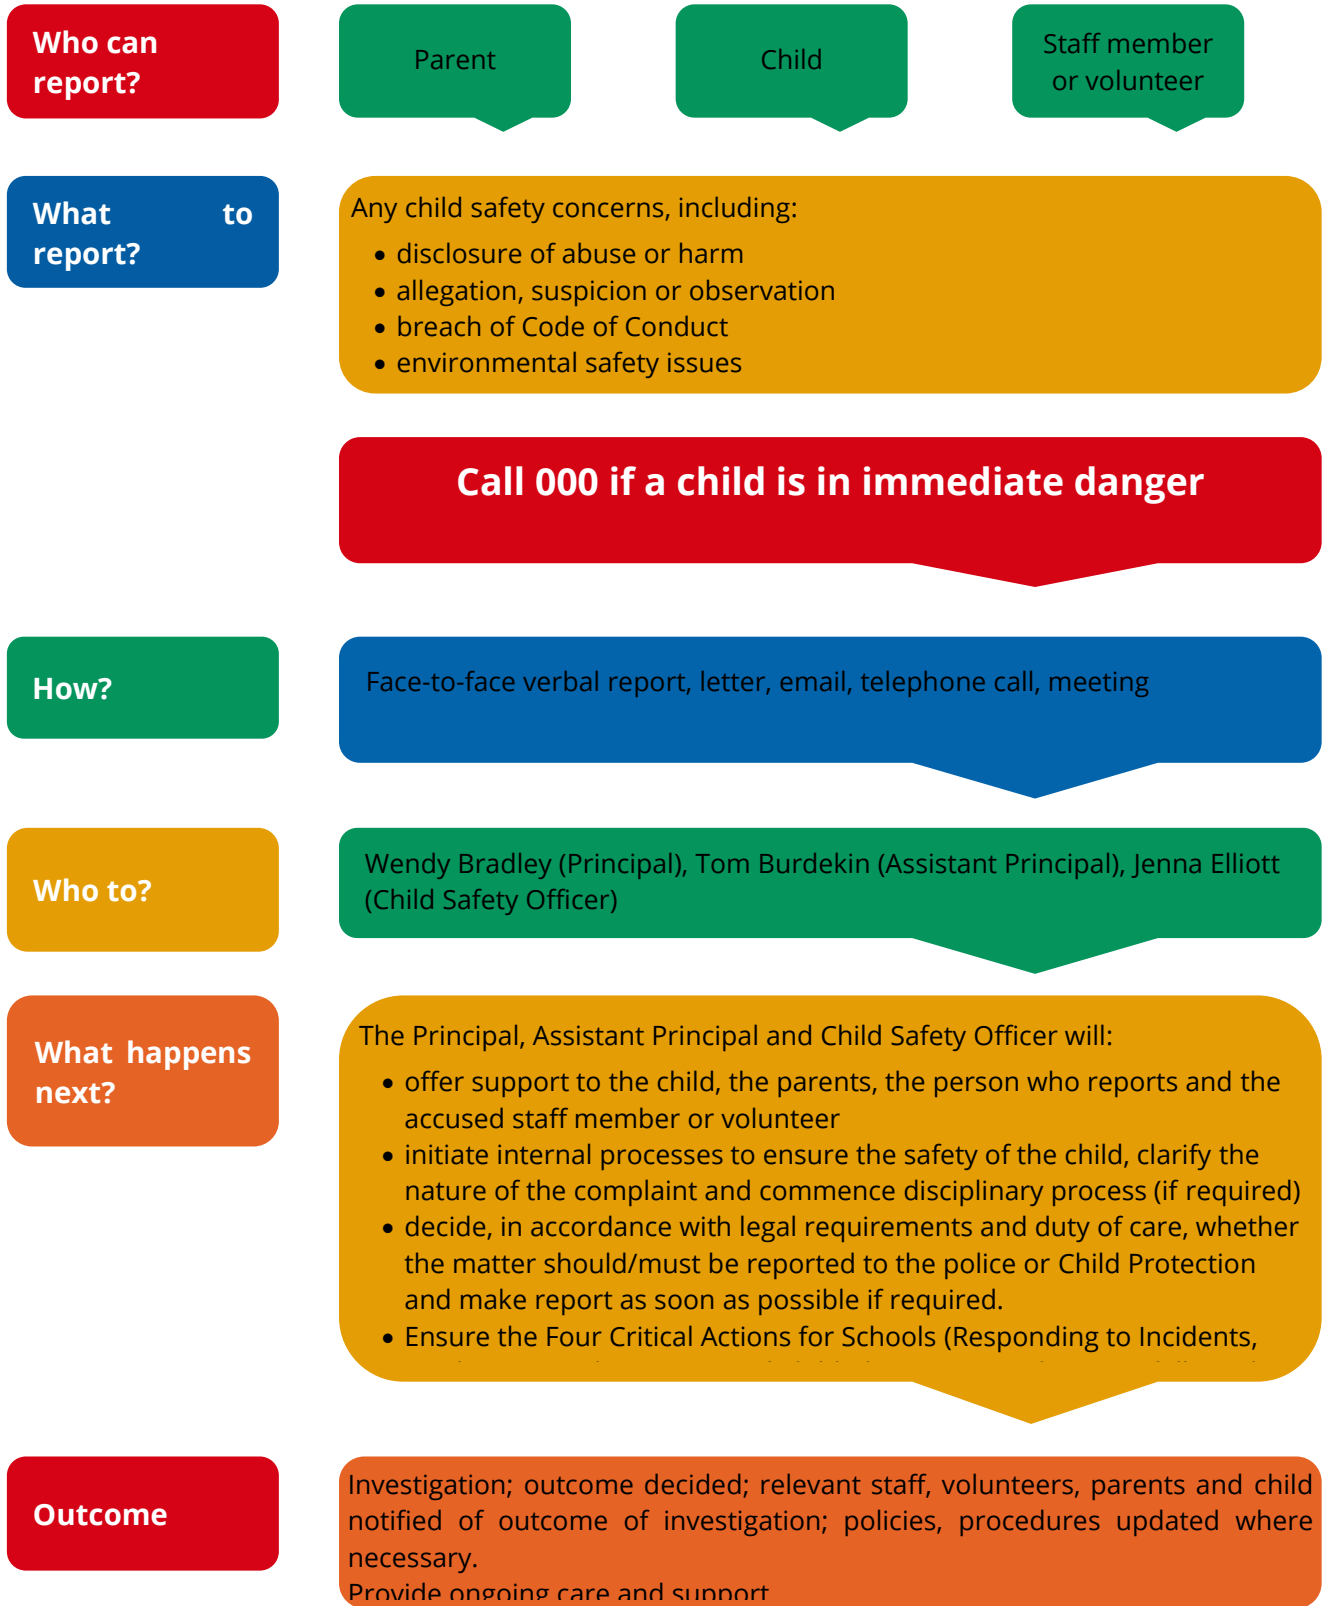 Who can
report?
Parent
Child
Staff member
or volunteer
What to
report?
Any child safety concerns, including:
• disclosure of abuse or harm
• allegation, suspicion or observation
• breach of Code of Conduct
• environmental safety issues
Call 000 if a child is in immediate danger
How?
Face-to-face verbal report, letter, email, telephone call, meeting
Who to?
Wendy Bradley (Principal), Tom Burdekin (Assistant Principal), Jenna Elliott
(Child Safety Officer)
What happens
next?
The Principal, Assistant Principal and Child Safety Officer will:
• offer support to the child, the parents, the person who reports and the
accused staff member or volunteer
• initiate internal processes to ensure the safety of the child, clarify the
nature of the complaint and commence disciplinary process (if required)
• decide, in accordance with legal requirements and duty of care, whether
the matter should/must be reported to the police or Child Protection
and make report as soon as possible if required.
• Ensure the Four Critical Actions for Schools (Responding to Incidents,
Outcome
Investigation; outcome decided; relevant staff, volunteers, parents and child
notified of outcome of investigation; policies, procedures updated where
necessary.
Provide ongoing care and support